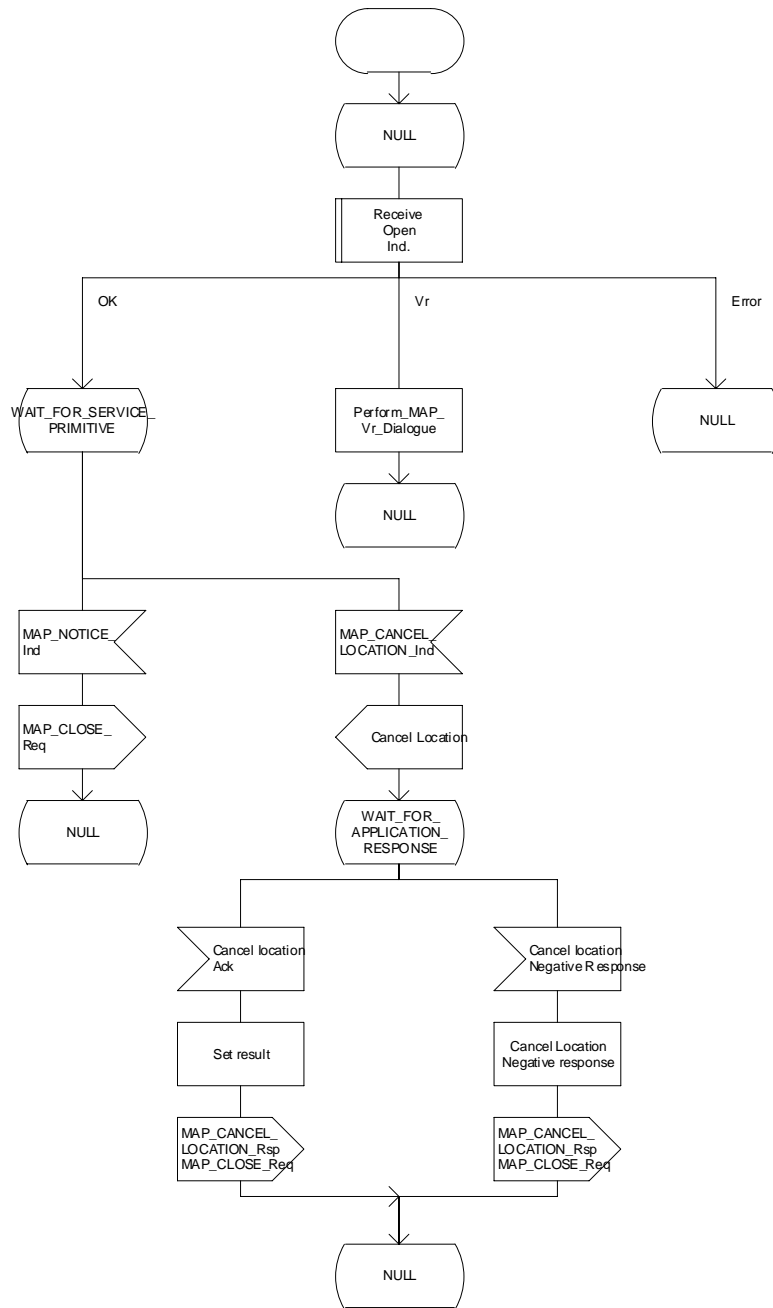 NULL
Receive
Open
Ind.
OK
Vr
Error
WAIT_FOR_SERVICE_
PRIMITIVE
Perform_MAP_
Vr_Dialogue
NULL
NULL
MAP_NOTICE_
Ind
MAP_CANCEL_
LOCATION_Ind
MAP_CLOSE_
Req
Cancel Location
NULL
WAIT_FOR_
APPLICATION_
RESPONSE
Cancel location
Ack
Cancel location
Negative Response
Set result
Cancel Location
Negative response
MAP_CANCEL_
LOCATION_Rsp
MAP_CLOSE_Req
MAP_CANCEL_
LOCATION_Rsp
MAP_CLOSE_Req
NULL